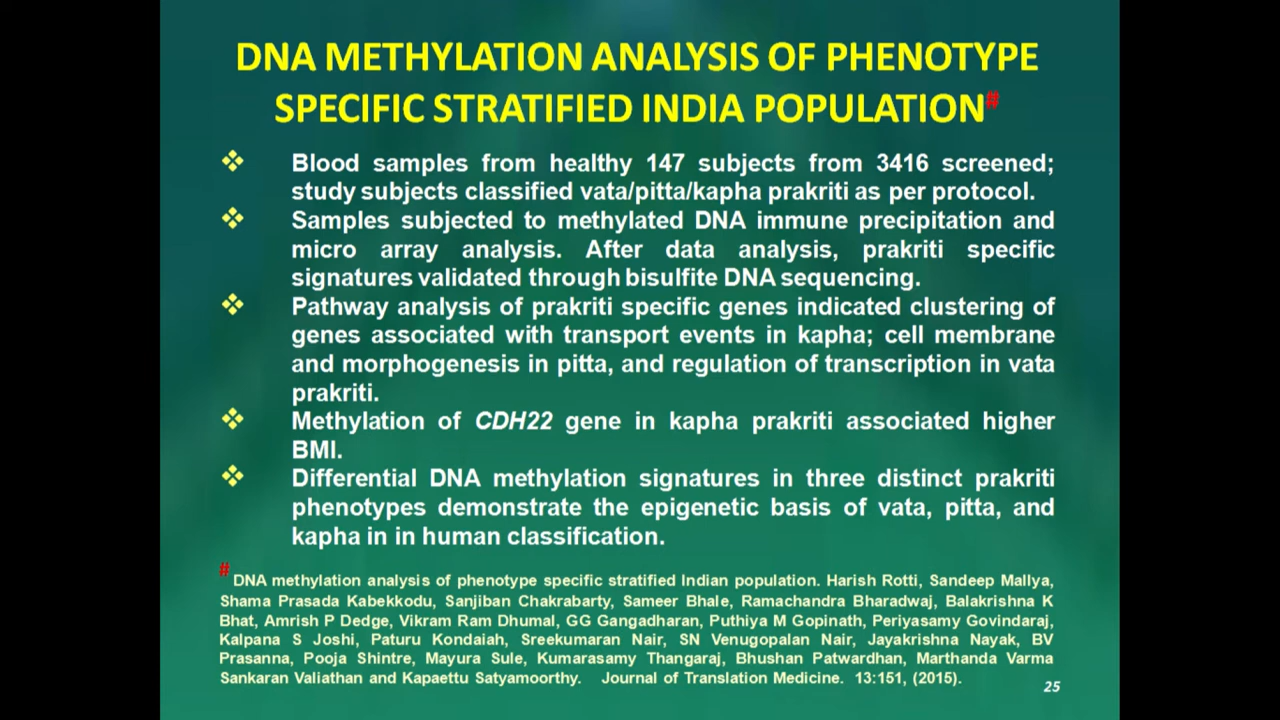 DNA METHYLATION ANALYSIS OF PHENOTYPE
SPECIFIC STRATIFIED INDIA POPULATION#
❖ Blood samples from healthy 147 subjects from 3416 screened;
study subjects classified vata/pitta/kapha prakriti as per protocol.
❖ Samples subjected to methylated DNA immune precipitation and
micro array analysis. After data analysis, prakriti specific
signatures validated through bisulfite DNA sequencing.
❖ Pathway analysis of prakriti specific genes indicated clustering of
genes associated with transport events in kapha; cell membrane
and morphogenesis in pitta, and regulation of transcription in vata
prakriti.
❖ Methylation of CDH22 gene in kapha prakriti associated higher
BMI.
❖ Differential DNA methylation signatures in three distinct prakriti
phenotypes demonstrate the epigenetic basis of vata, pitta, and
kapha in in human classification.
# DNA methylation analysis of phenotype specific stratified Indian population. Harish Rotti, Sandeep Mallya,
Shama Prasada Kabekkodu, Sanjiban Chakrabarty, Sameer Bhale, Ramachandra Bharadwaj, Balakrishna K
Bhat, Amrish P Dedge, Vikram Ram Dhumal, GG Gangadharan, Puthiya M Gopinath, Periyasamy Govindaraj,
Kalpana S Joshi, Paturu Kondaiah, Sreekumaran Nair, SN Venugopalan Nair, Jayakrishna Nayak, BV
Prasanna, Pooja Shintre, Mayura Sule, Kumarasamy Thangaraj, Bhushan Patwardhan, Marthanda Varma
Sankaran Valiathan and Kapaettu Satyamoorthy. Journal of Translation Medicine. 13:151, (2015).
25